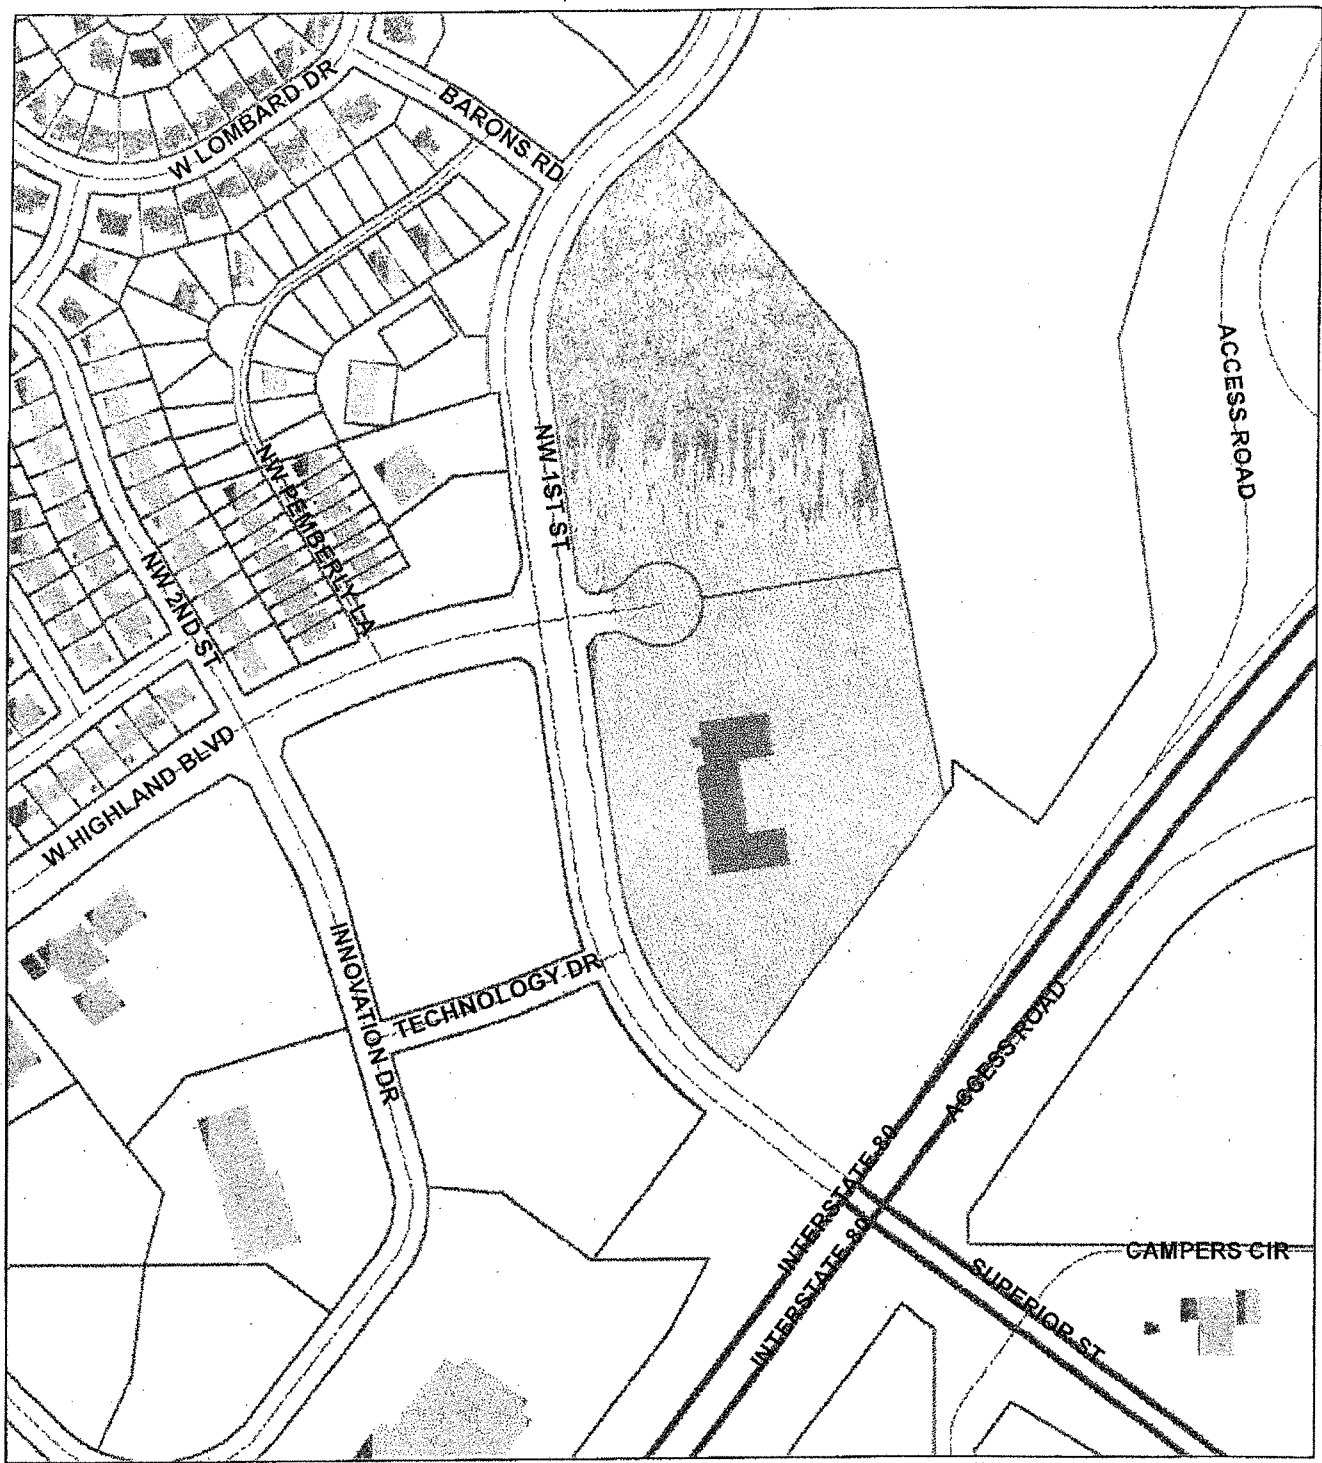 W LOMBARD DR
BARONS RD
ACCESS ROAD
NW 1ST ST
NW PEMBERLY LA
NW 2ND ST
W HIGHLAND BLVD
INNOVATION DR
TECHNOLOGY DR
ACCESS ROAD
INTERSTATE 80
INTERSTATE 80
CAMPERS CIR
SUPERIOR ST